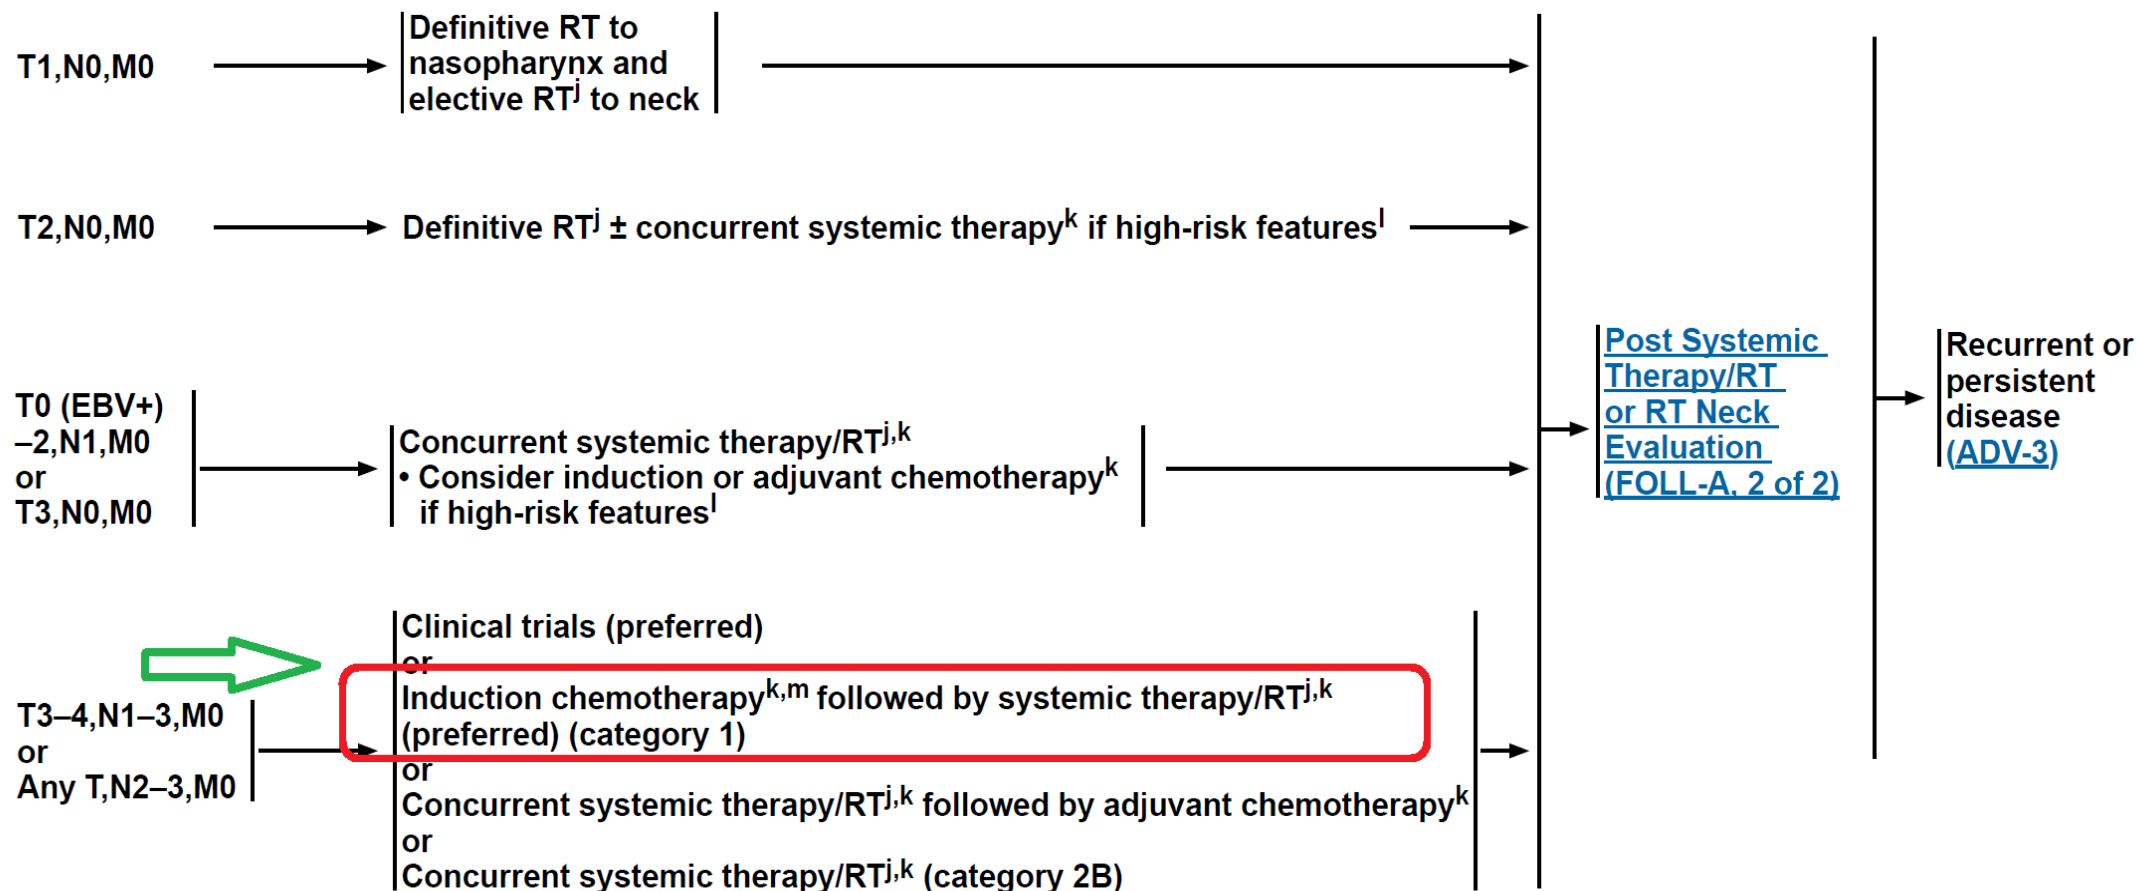 T1,N0,M0
Definitive RT to
nasopharynx and
elective RTj to neck
T2,N0,M0
Definitive RTj ± concurrent systemic therapyk if high-risk featuresl
T0 (EBV+)
–2,N1,M0
or
T3,N0,M0
Concurrent systemic therapy/RTj,k
• Consider induction or adjuvant chemotherapyk
if high-risk featuresl
T3–4,N1–3,M0
or
Any T,N2–3,M0
Clinical trials (preferred)
or
Induction chemotherapyk,m followed by systemic therapy/RTj,k
(preferred) (category 1)
or
Concurrent systemic therapy/RTj,k followed by adjuvant chemotherapyk
or
Concurrent systemic therapy/RTj,k (category 2B)
Post Systemic
Therapy/RT
or RT Neck
Evaluation
(FOLL-A, 2 of 2)
Recurrent or
persistent
disease
(ADV-3)